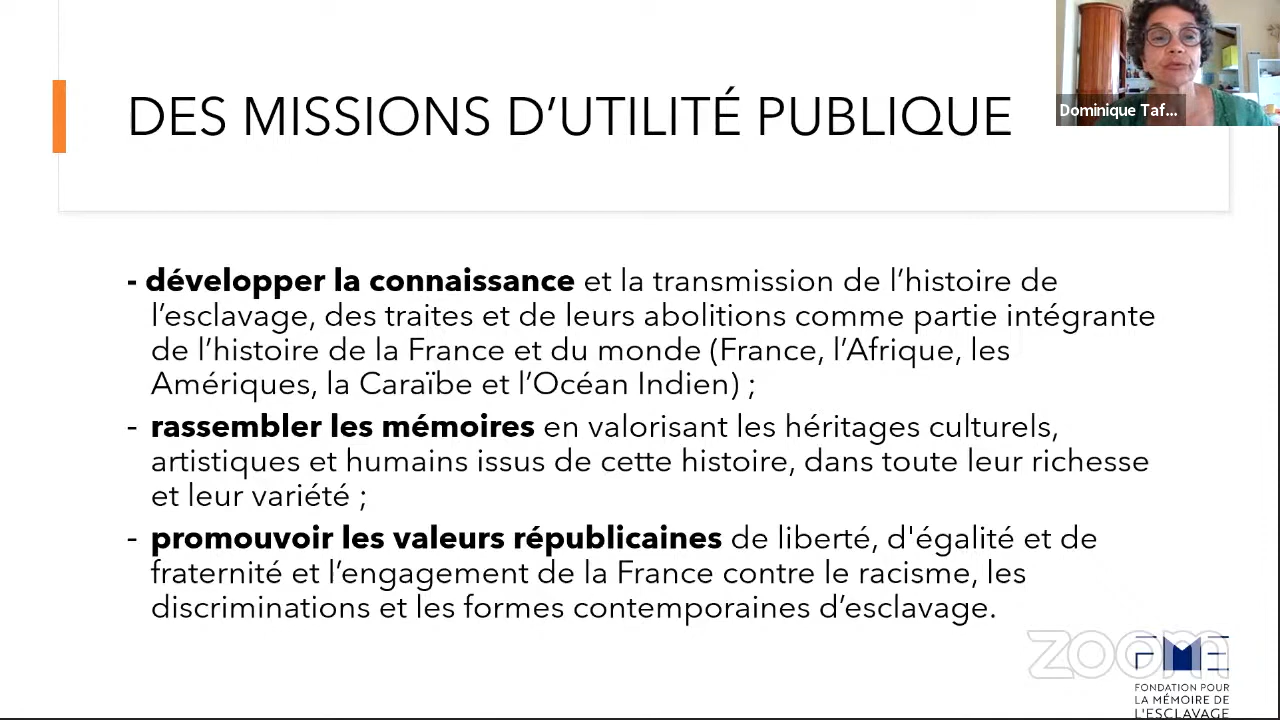 DES MISSIONS D’UTILITÉ PUBLIQUE
Dominique Taf...
- développer la connaissance et la transmission de l’histoire de
l’esclavage, des traites et de leurs abolitions comme partie intégrante
de l’histoire de la France et du monde (France, l’Afrique, les
Amériques, la Caraïbe et l’Océan Indien) ;
- rassembler les mémoires en valorisant les héritages culturels,
artistiques et humains issus de cette histoire, dans toute leur richesse
et leur variété ;
- promouvoir les valeurs républicaines de liberté, d'égalité et de
fraternité et l’engagement de la France contre le racisme, les
discriminations et les formes contemporaines d’esclavage.
zoom
FME
FONDATION POUR
LA MÉMOIRE DE
L'ESCLAVAGE